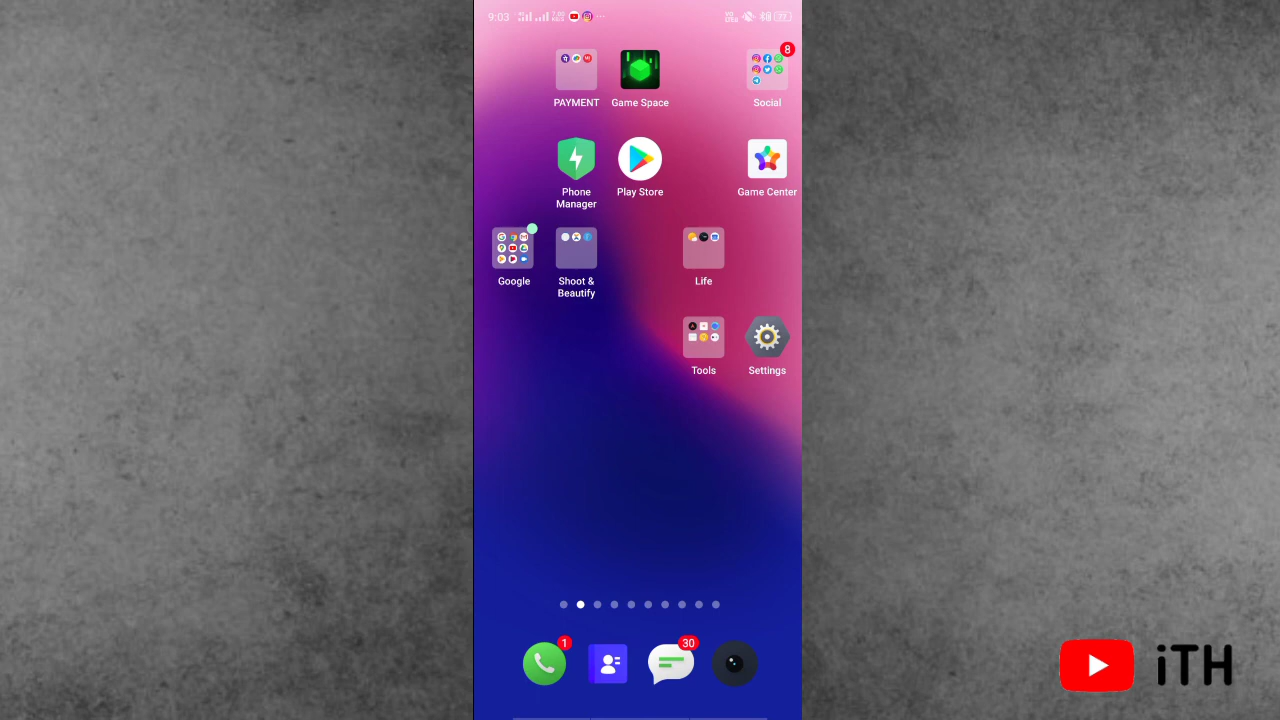 9:03
PAYMENT
Game Space
8
Social
Phone
Manager
Play Store
Game Center
Google
Shoot &
Beautify
Life
Tools
Settings
1
30
iTH